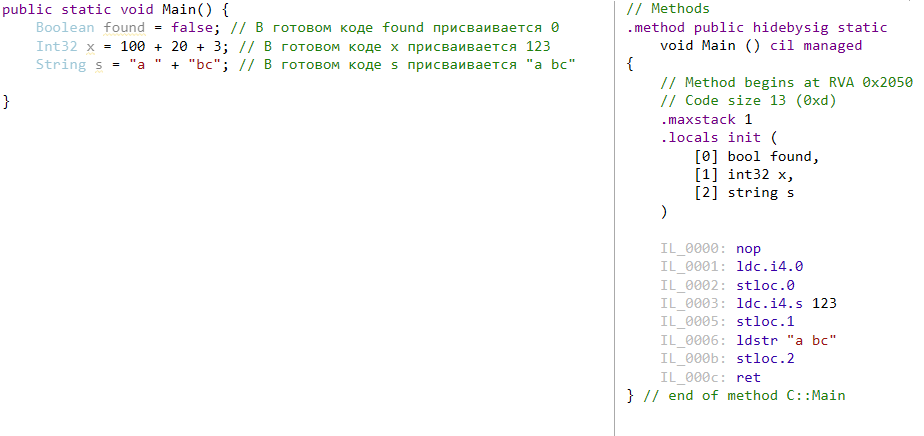 public static void Main() {
    Boolean found = false; // В готовом коде found присваивается 0
    Int32 x = 100 + 20 + 3; // В готовом коде x присваивается 123
    String s = "a " + "bc"; // В готовом коде s присваивается "a bc"
}
// Methods
.method public hidebysig static
    void Main () cil managed
{
    // Method begins at RVA 0x2050
    // Code size 13 (0xd)
    .maxstack 1
    .locals init (
        [0] bool found,
        [1] int32 x,
        [2] string s
    )
    IL_0000: nop
    IL_0001: ldc.i4.0
    IL_0002: stloc.0
    IL_0003: ldc.i4.s 123
    IL_0005: stloc.1
    IL_0006: ldstr "a bc"
    IL_000b: stloc.2
    IL_000c: ret
} // end of method C::Main